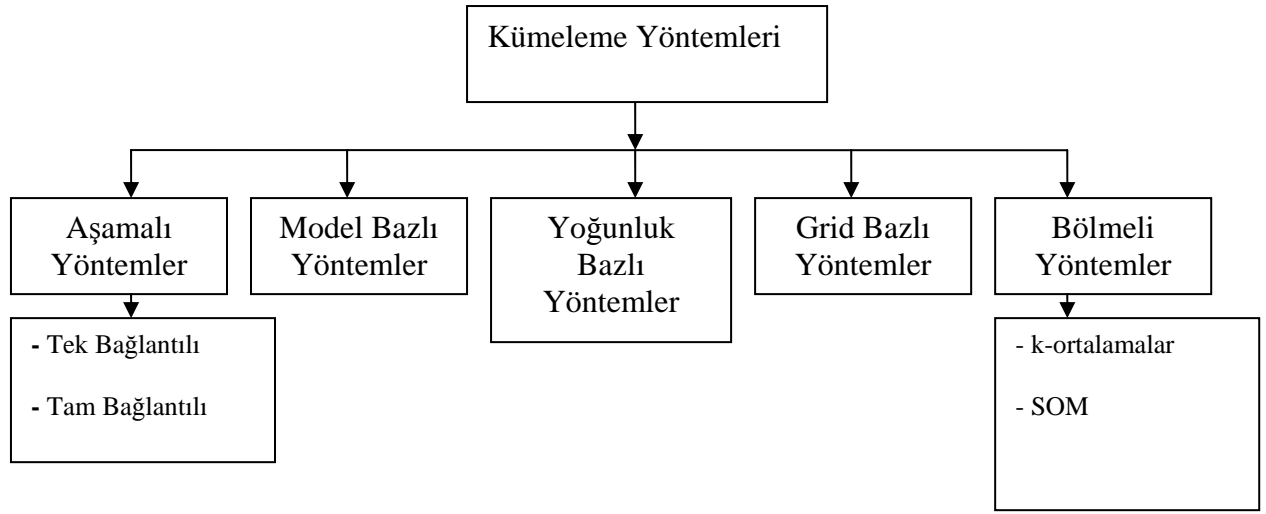 Kümeleme Yöntemleri
Aşamalı
Yöntemler
Model Bazlı
Yöntemler
Yoğunluk
Bazlı
Yöntemler
Grid Bazlı
Yöntemler
Bölmeli
Yöntemler
- Tek Bağlantılı
- Tam Bağlantılı
- k-ortalamalar
- SOM